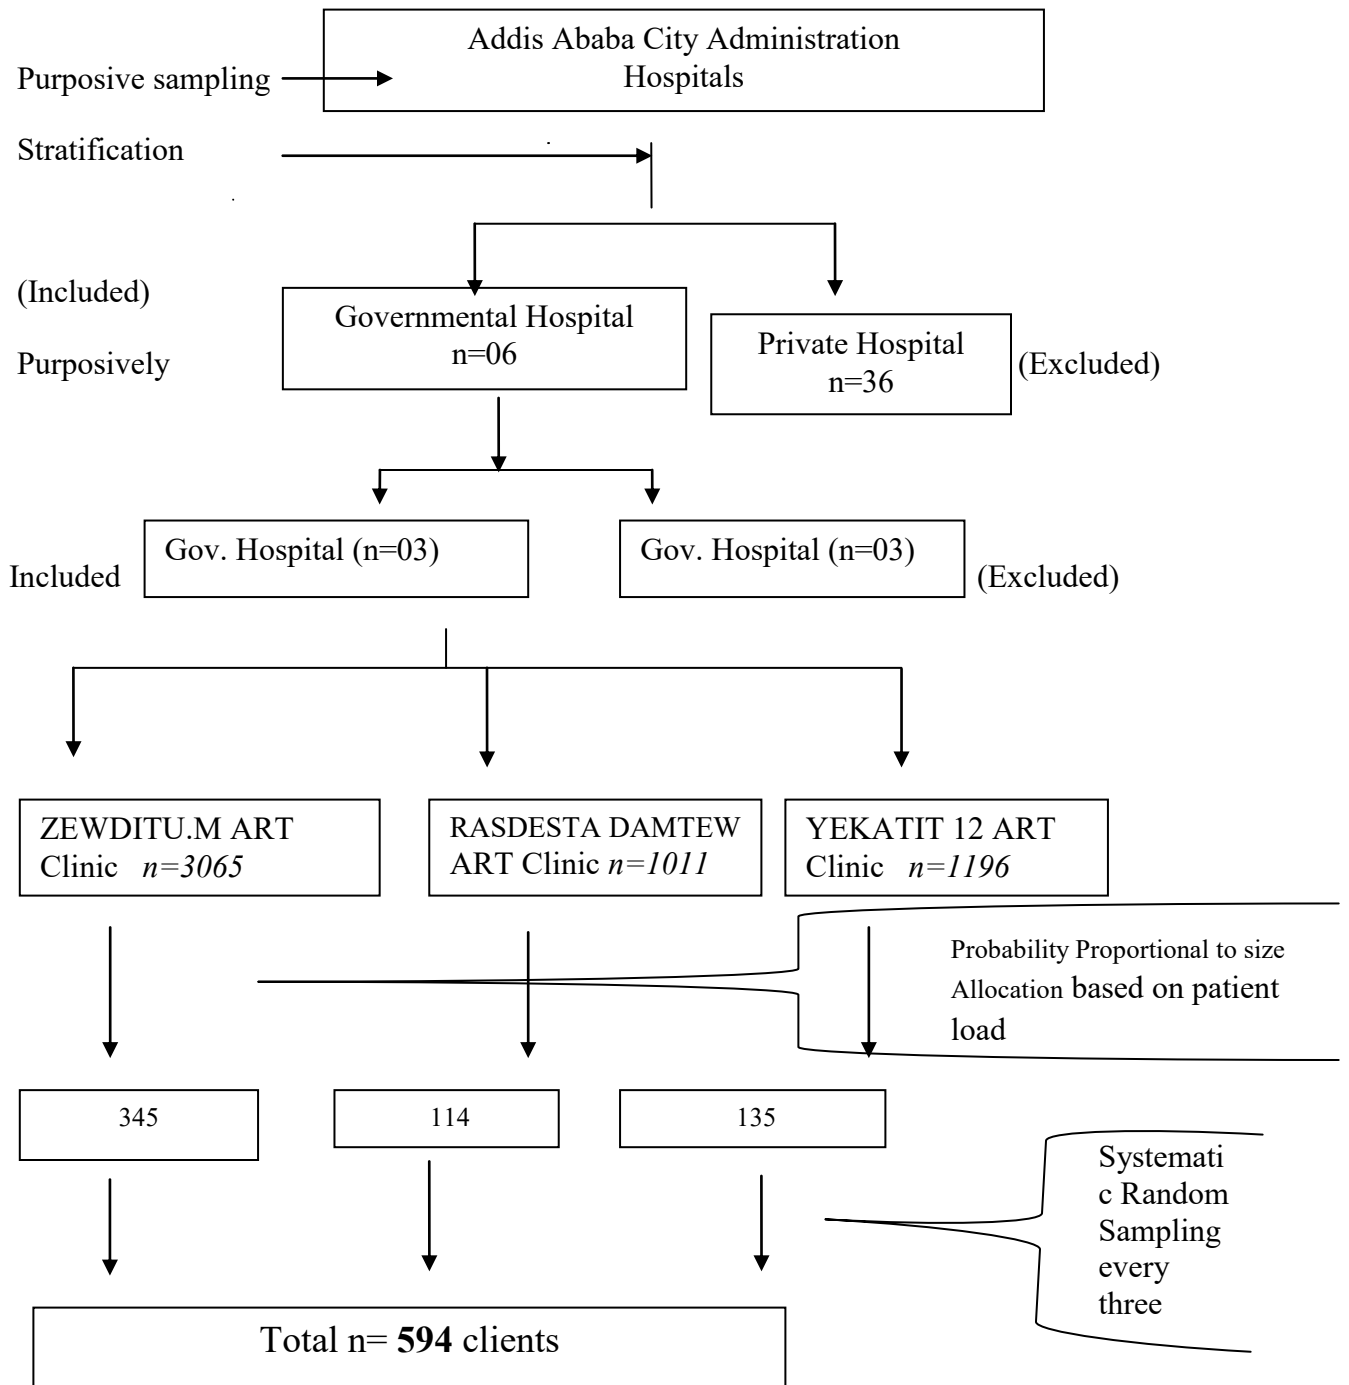 Addis Ababa City Administration
Hospitals
Purposive sampling
Stratification
(Included)
Purposively
Governmental Hospital
n=06
Private Hospital
n=36
(Excluded)
Gov. Hospital (n=03)
Gov. Hospital (n=03)
Included
(Excluded)
ZEWDITU.M ART
Clinic n=3065
RASDESTA DAMTEW
ART Clinic n=1011
YEKATIT 12 ART
Clinic n=1196
Probability Proportional to size
Allocation based on patient
load
345
114
135
Systemati
c Random
Sampling
every
three
Total n= 594 clients